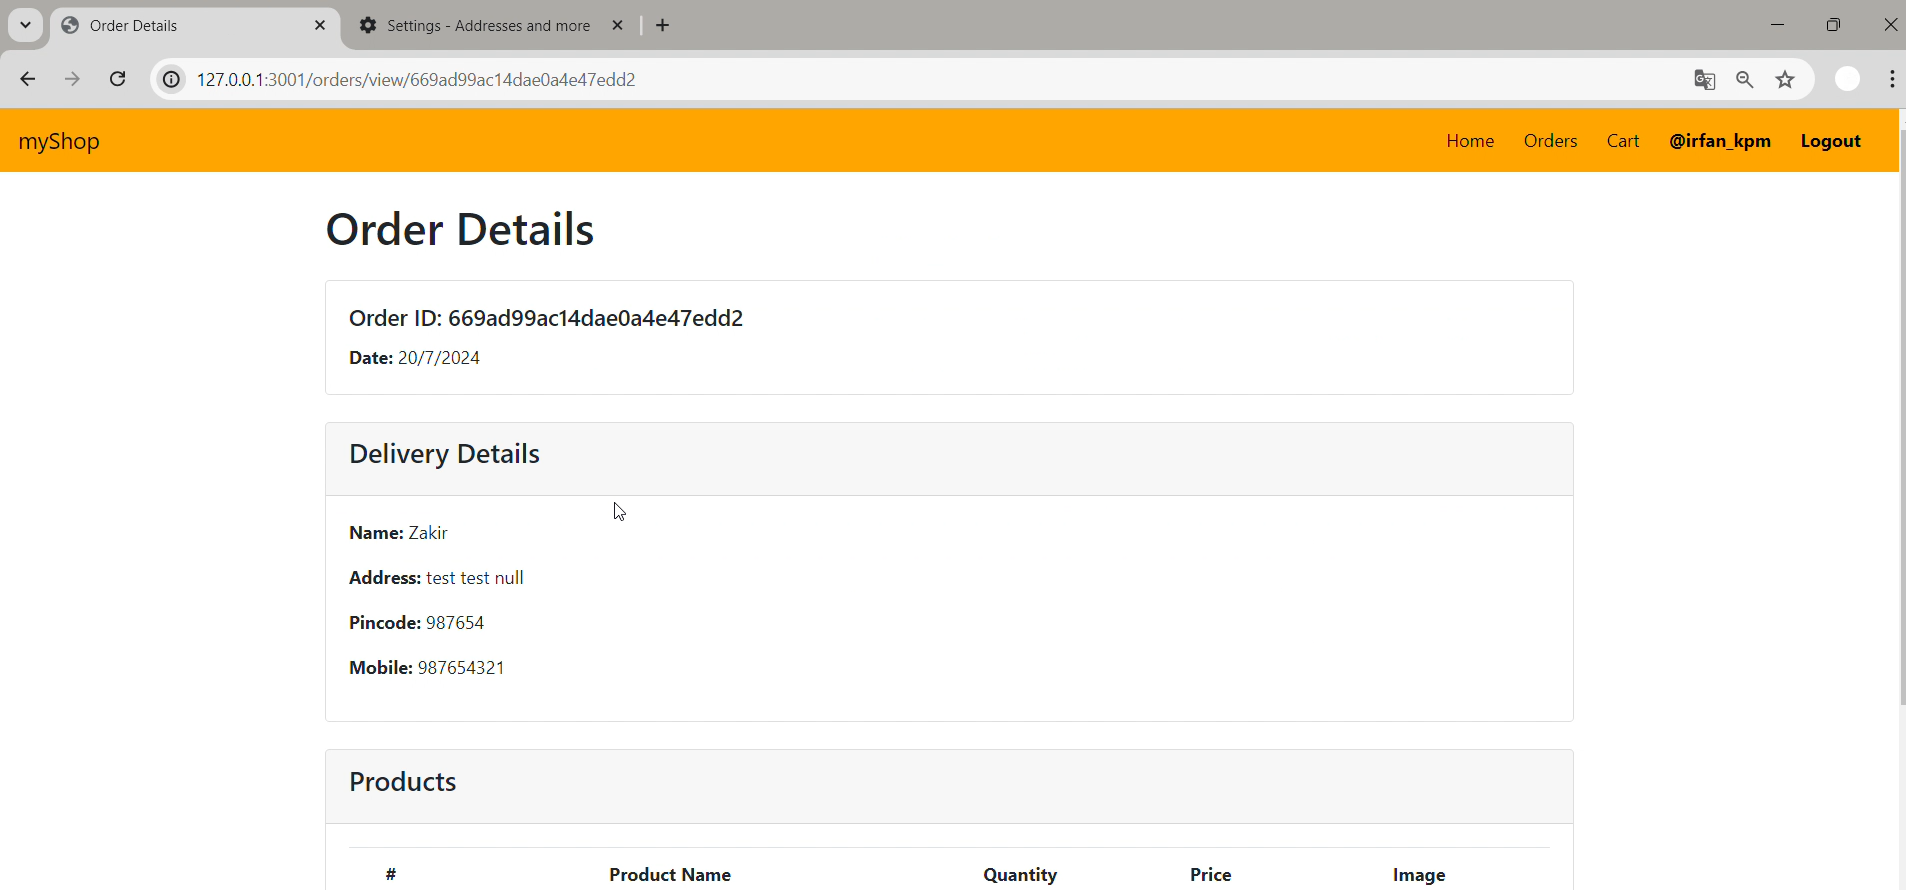 Order Details
Settings - Addresses and more
127.0.0.1:3001/orders/view/669ad99ac14dae0a4e47edd2
myShop
Home Orders Cart @irfan_kpm Logout
Order Details
Order ID: 669ad99ac14dae0a4e47edd2
Date: 20/7/2024
Delivery Details
Name: Zakir
Address: test test null
Pincode: 987654
Mobile: 987654321
Products
# Product Name Quantity Price Image